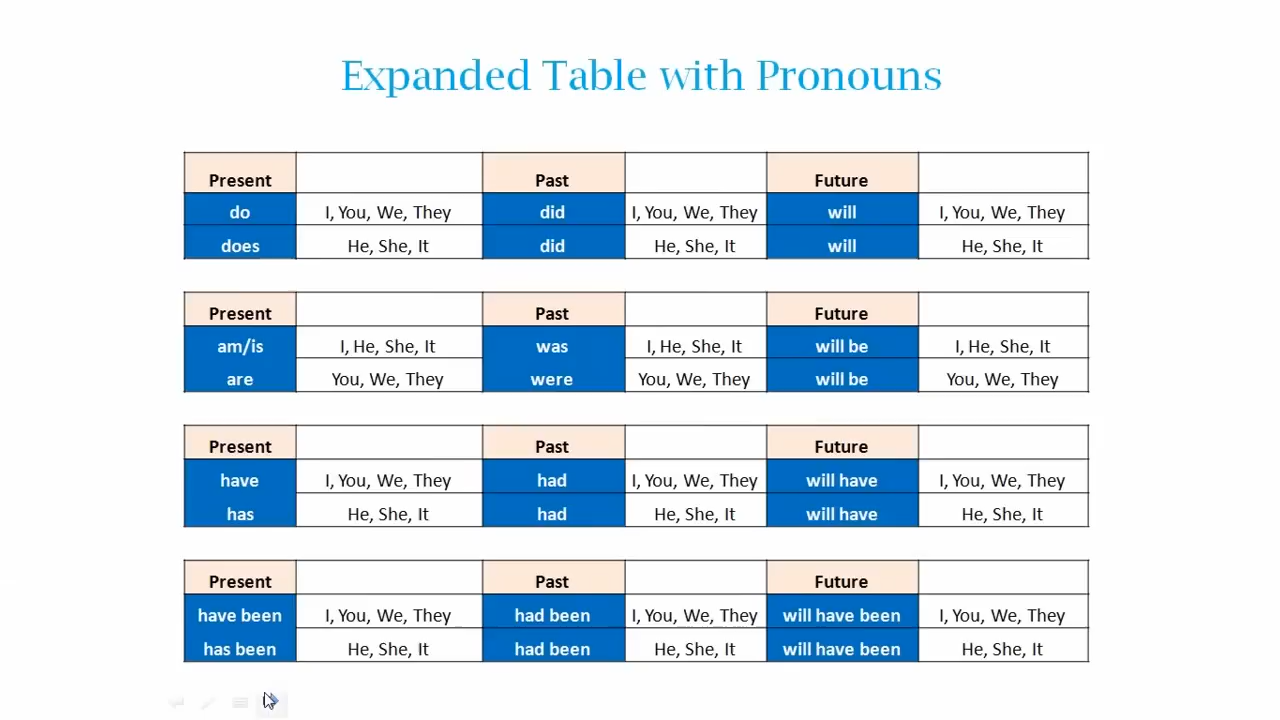 Expanded Table with Pronouns
Present Past Future
do I, You, We, They did I, You, We, They will I, You, We, They
does He, She, It did He, She, It will He, She, It
Present Past Future
am/is I, He, She, It was I, He, She, It will be I, He, She, It
are You, We, They were You, We, They will be You, We, They
Present Past Future
have I, You, We, They had I, You, We, They will have I, You, We, They
has He, She, It had He, She, It will have He, She, It
Present Past Future
have been I, You, We, They had been I, You, We, They will have been I, You, We, They
has been He, She, It had been He, She, It will have been He, She, It